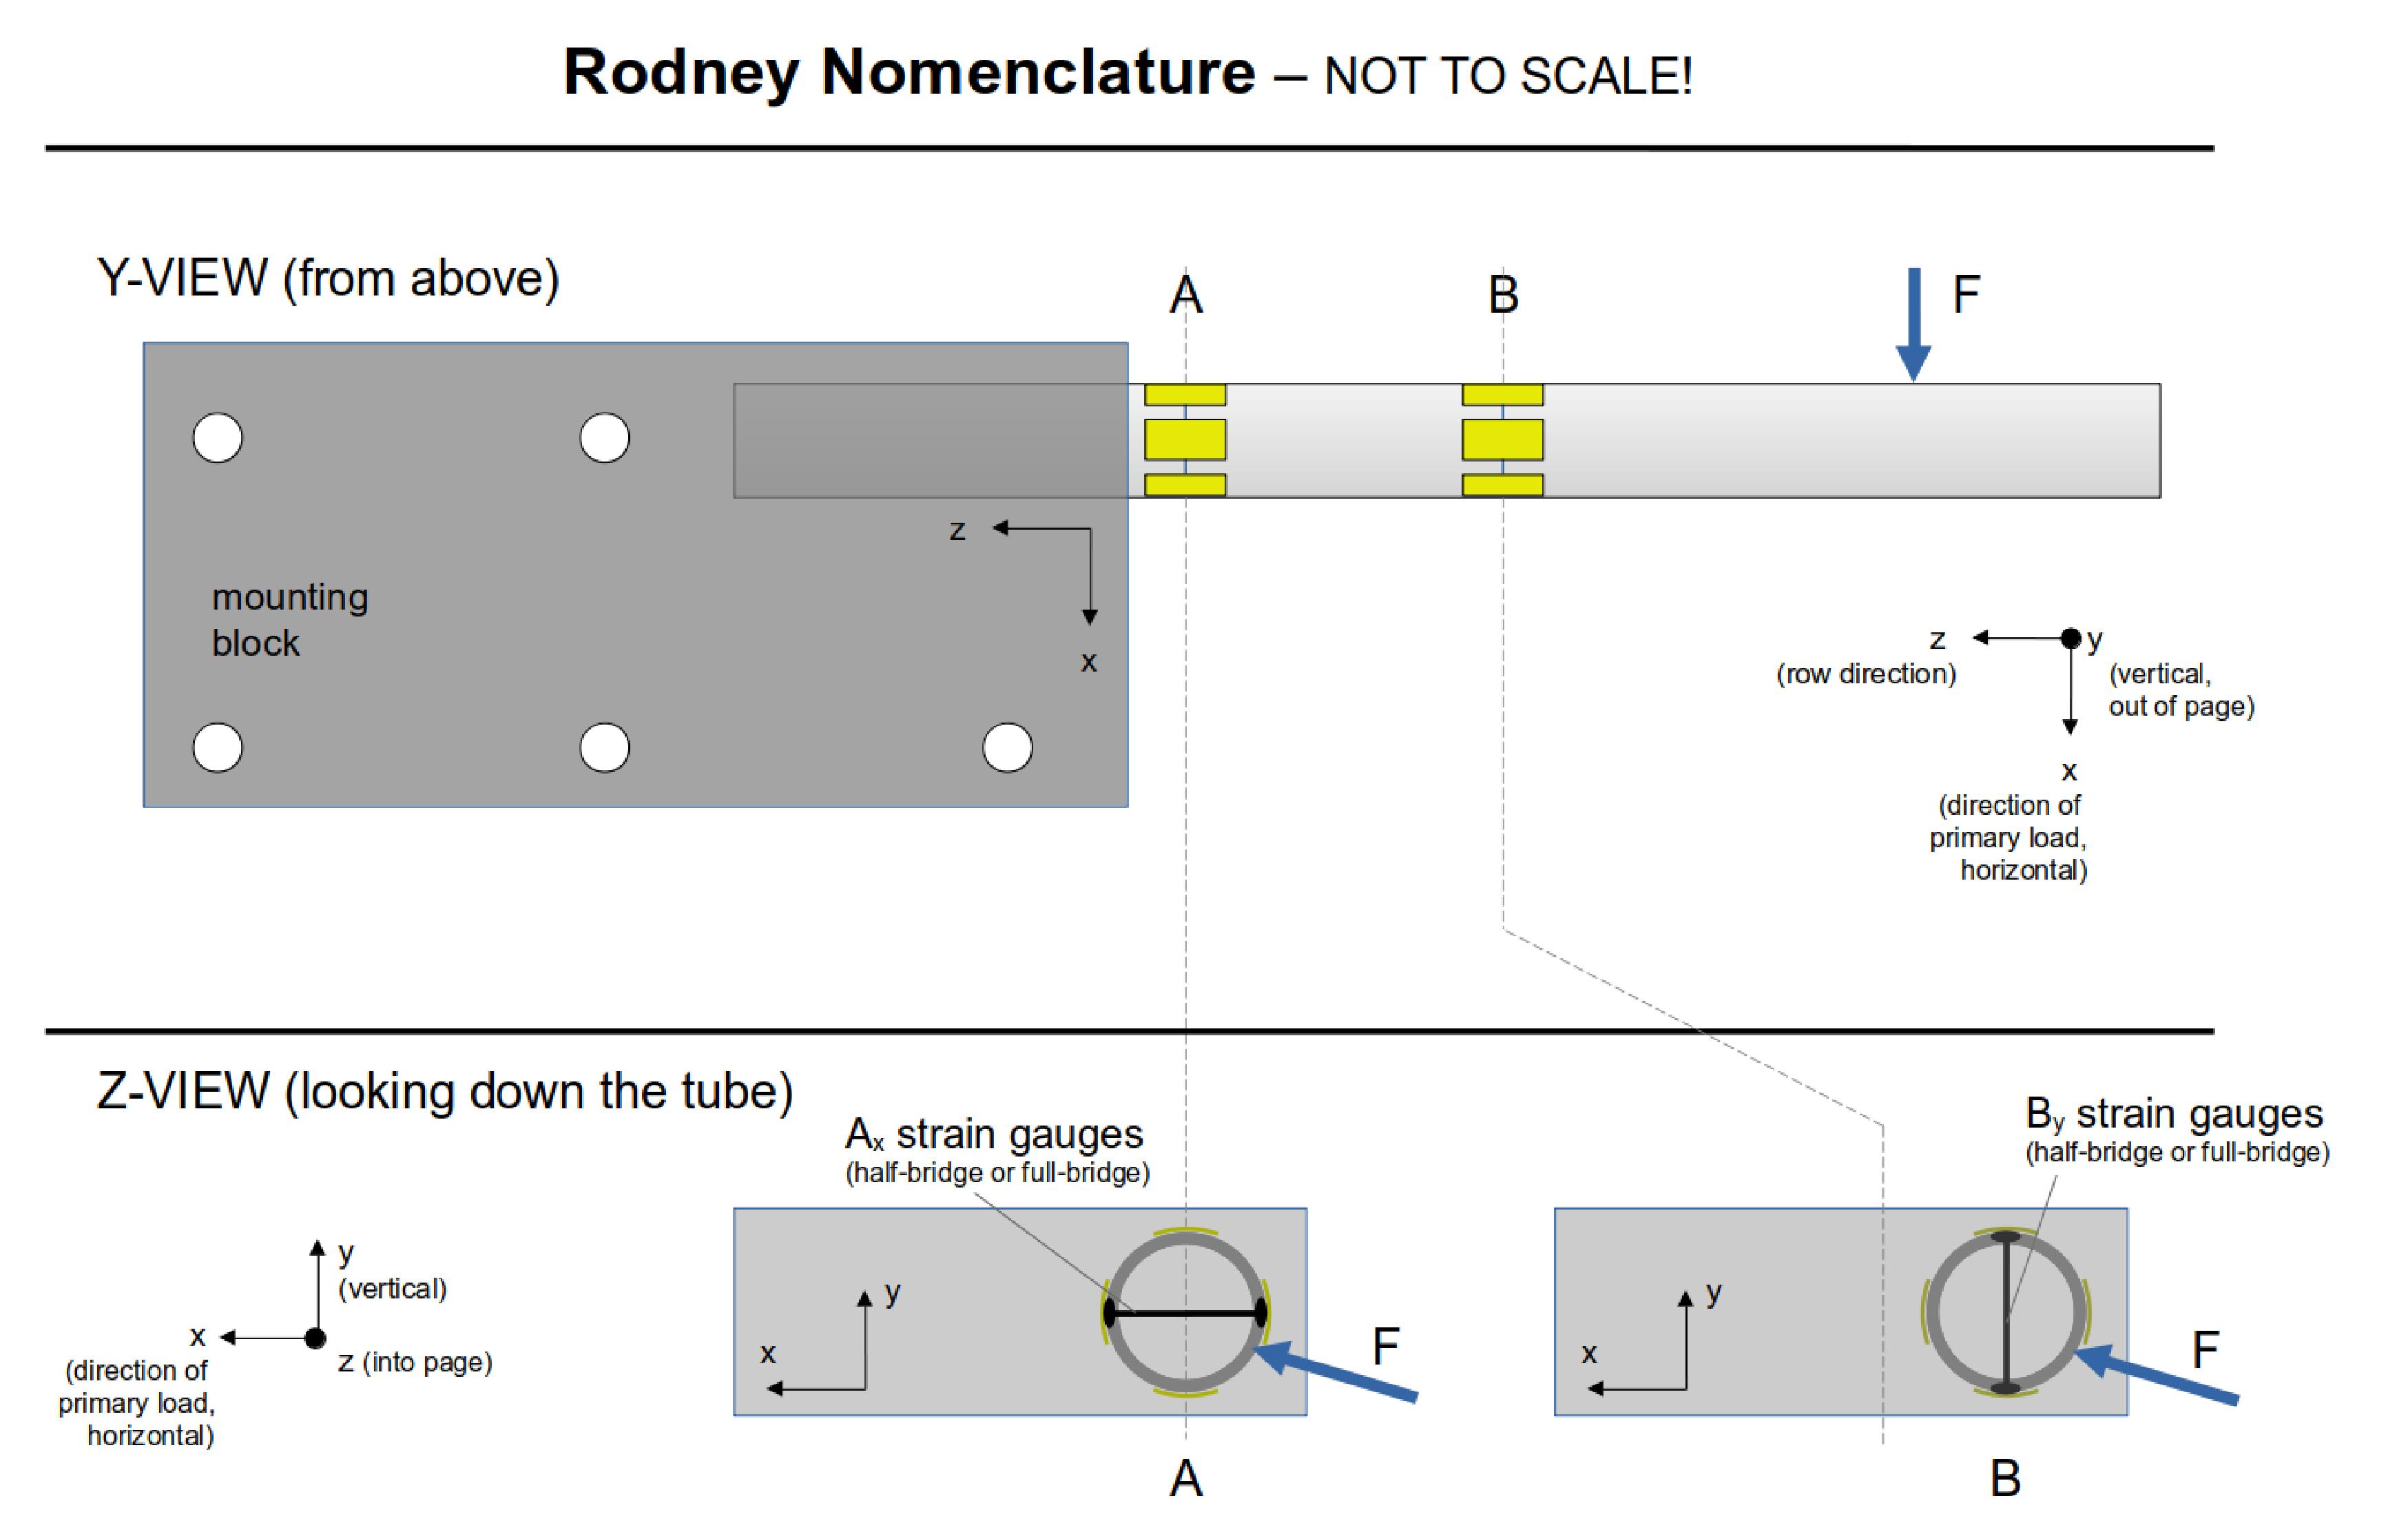 Rodney Nomenclature – NOT TO SCALE!
Y-VIEW (from above)
A
B
F
z
mounting
block
x
z
y
(row direction)
(vertical,
out of page)
x
(direction of
primary load,
horizontal)
Z-VIEW (looking down the tube)
Ax strain gauges
(half-bridge or full-bridge)
By strain gauges
(half-bridge or full-bridge)
y
(vertical)
x
z (into page)
(direction of
primary load,
horizontal)
y
x
F
A
y
x
F
B